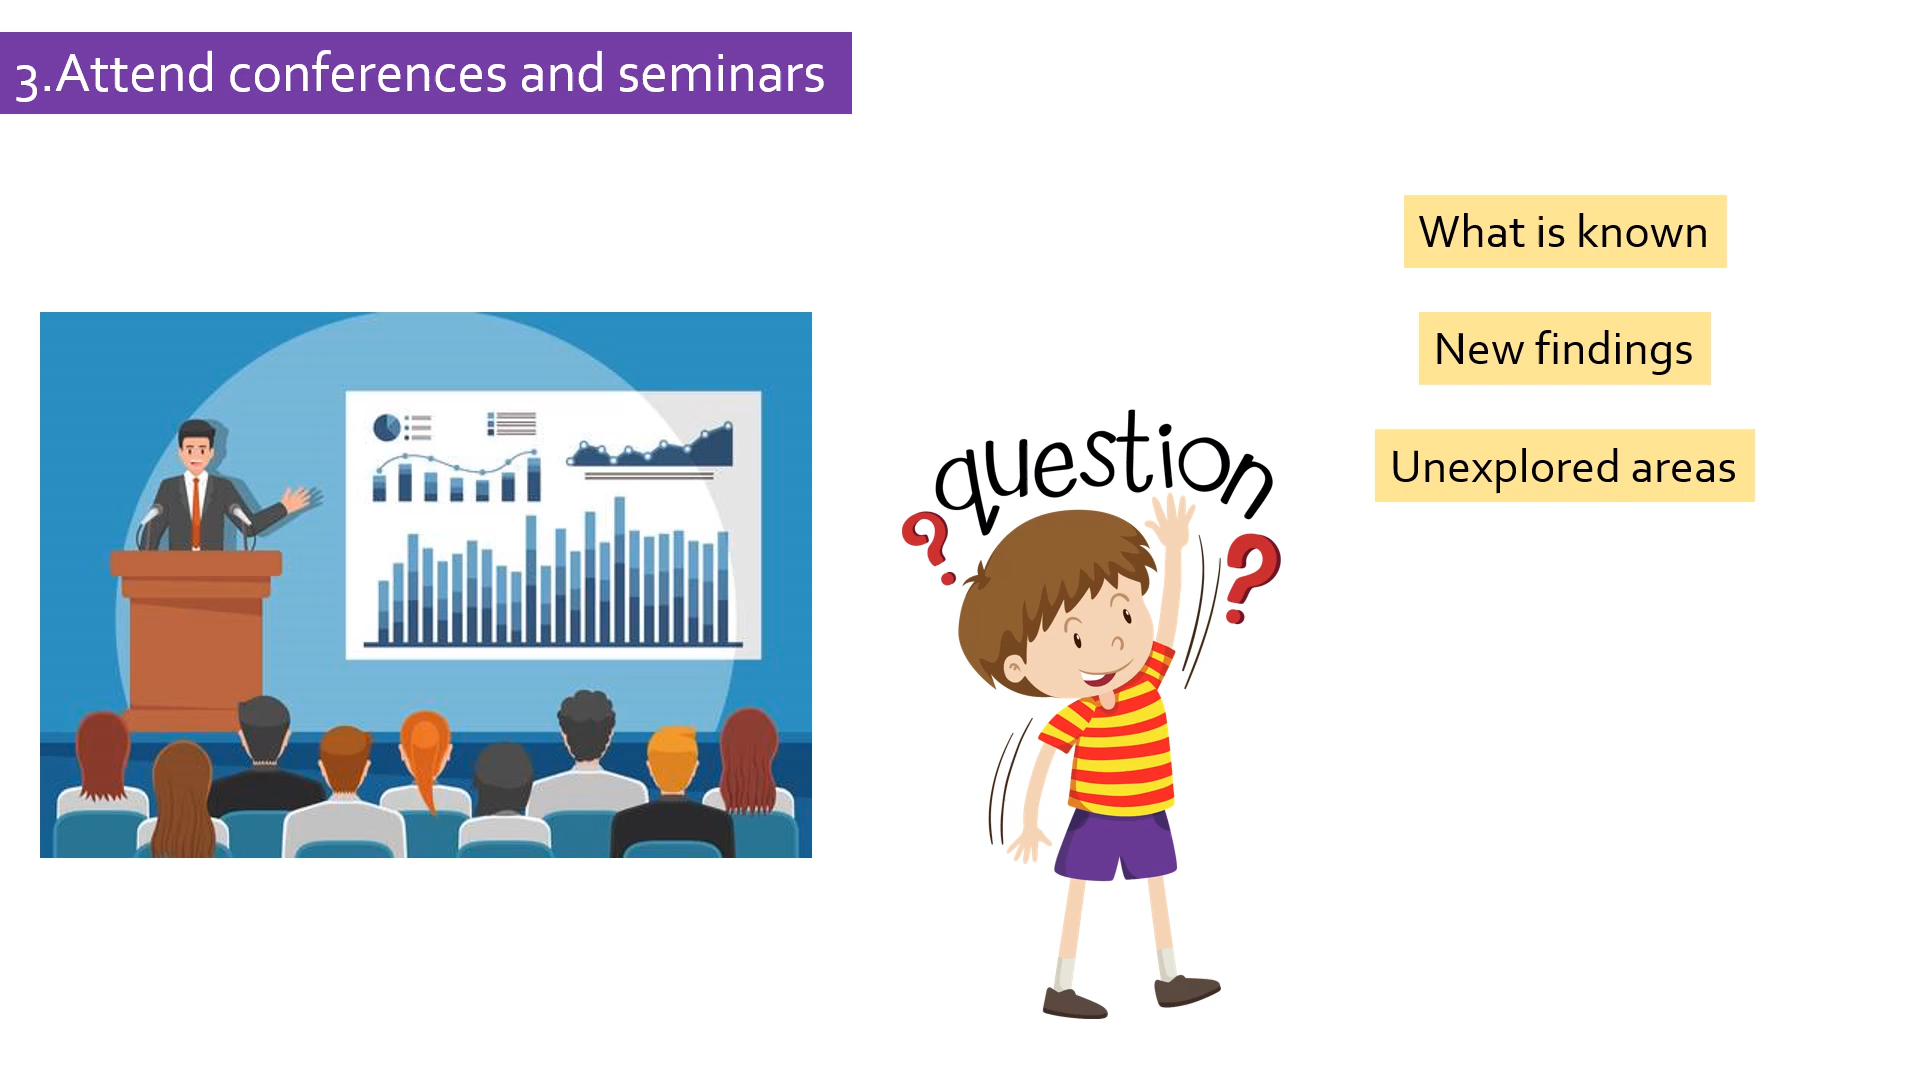 3.Attend conferences and seminars
What is known
New findings
Unexplored areas
question
? ?